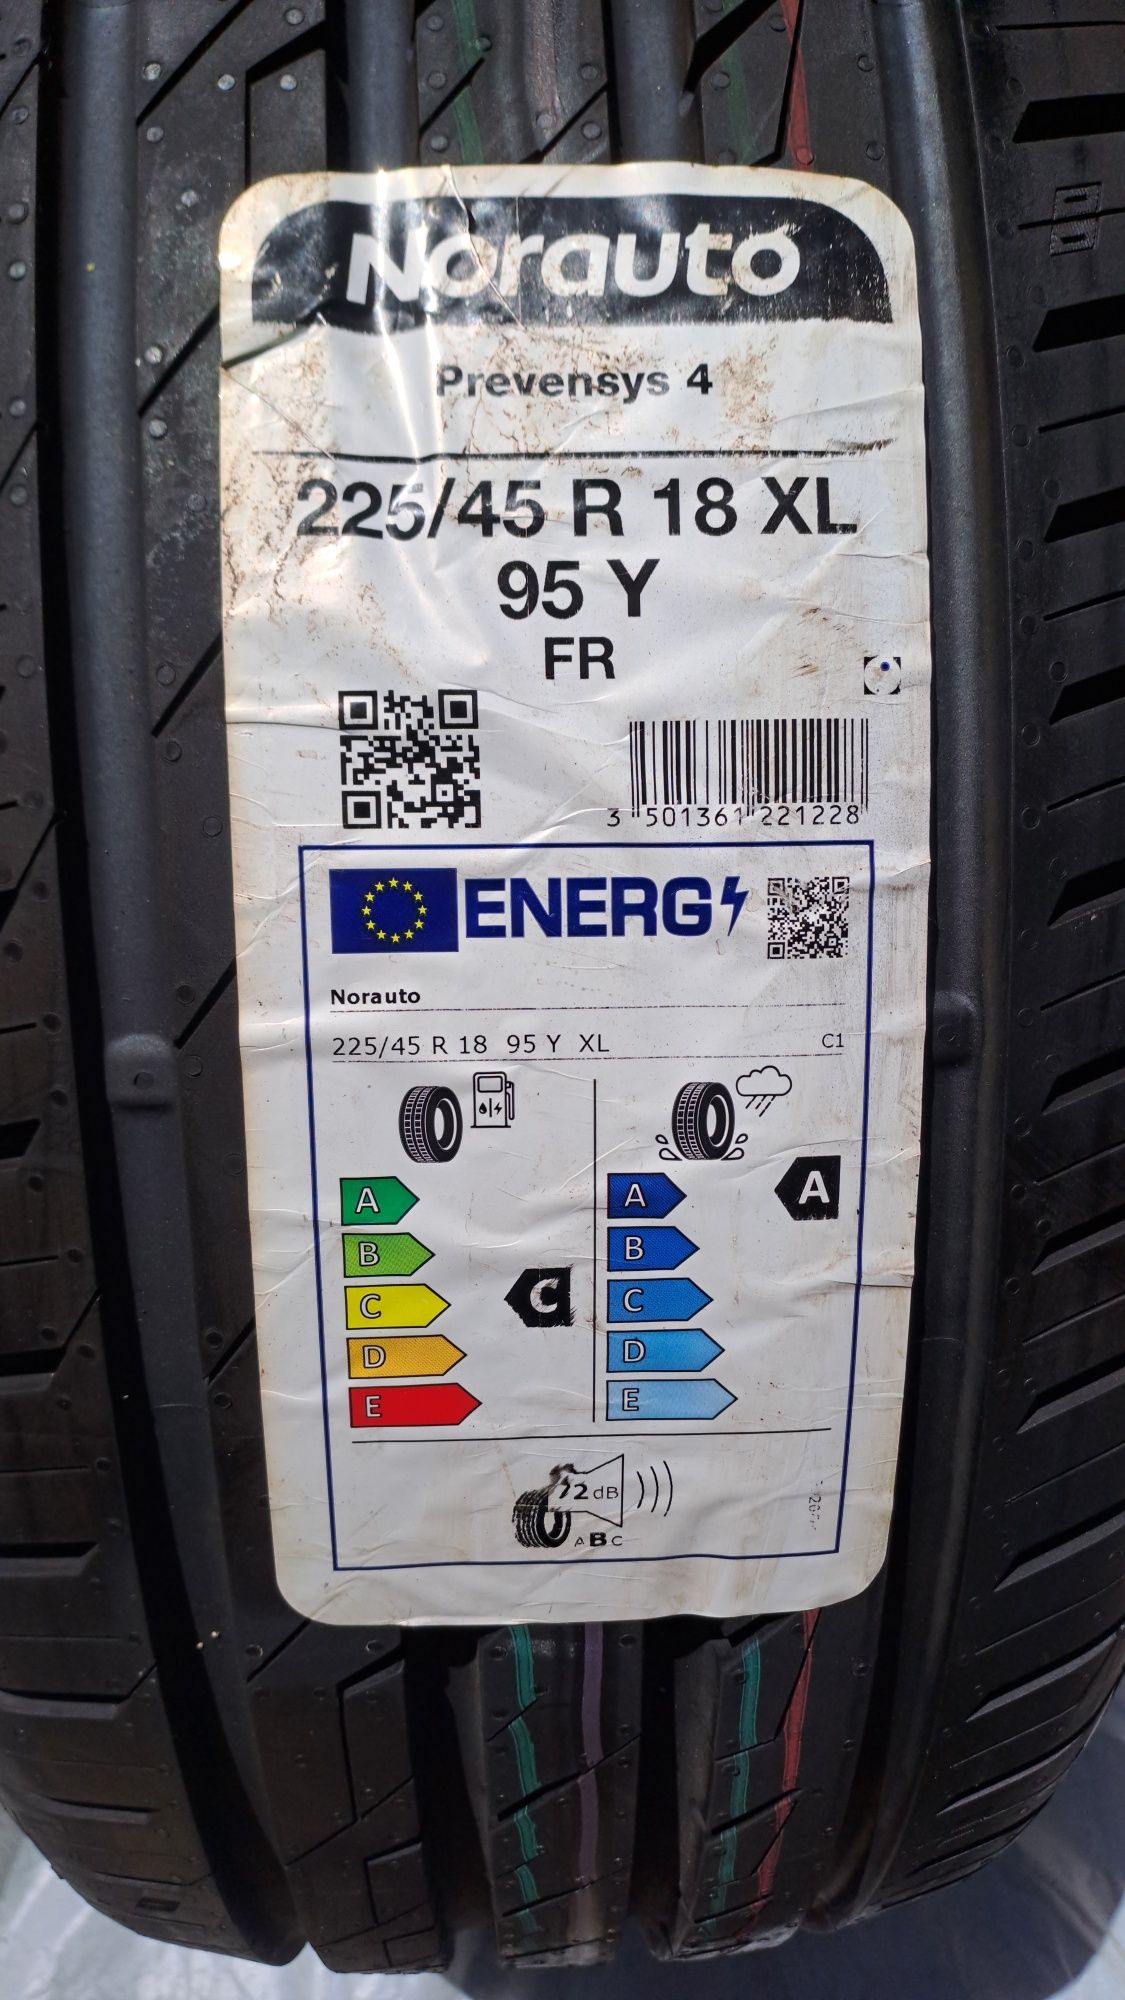 Norauto
Prevensys 4
225/45 R 18 XL
95 Y
FR
3 501361 221228
ENERG
Norauto
225/45 R 18 95 Y XL C1
A A A
B B
C C C
D D
E E
72 dB
A B C